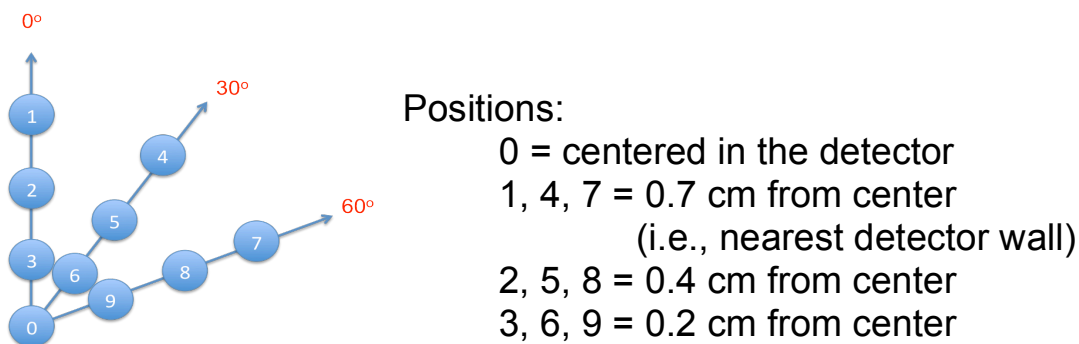 0°
30°
60°
1
2
3
0
4
5
6
7
8
9
Positions:
0 = centered in the detector
1, 4, 7 = 0.7 cm from center
(i.e., nearest detector wall)
2, 5, 8 = 0.4 cm from center
3, 6, 9 = 0.2 cm from center